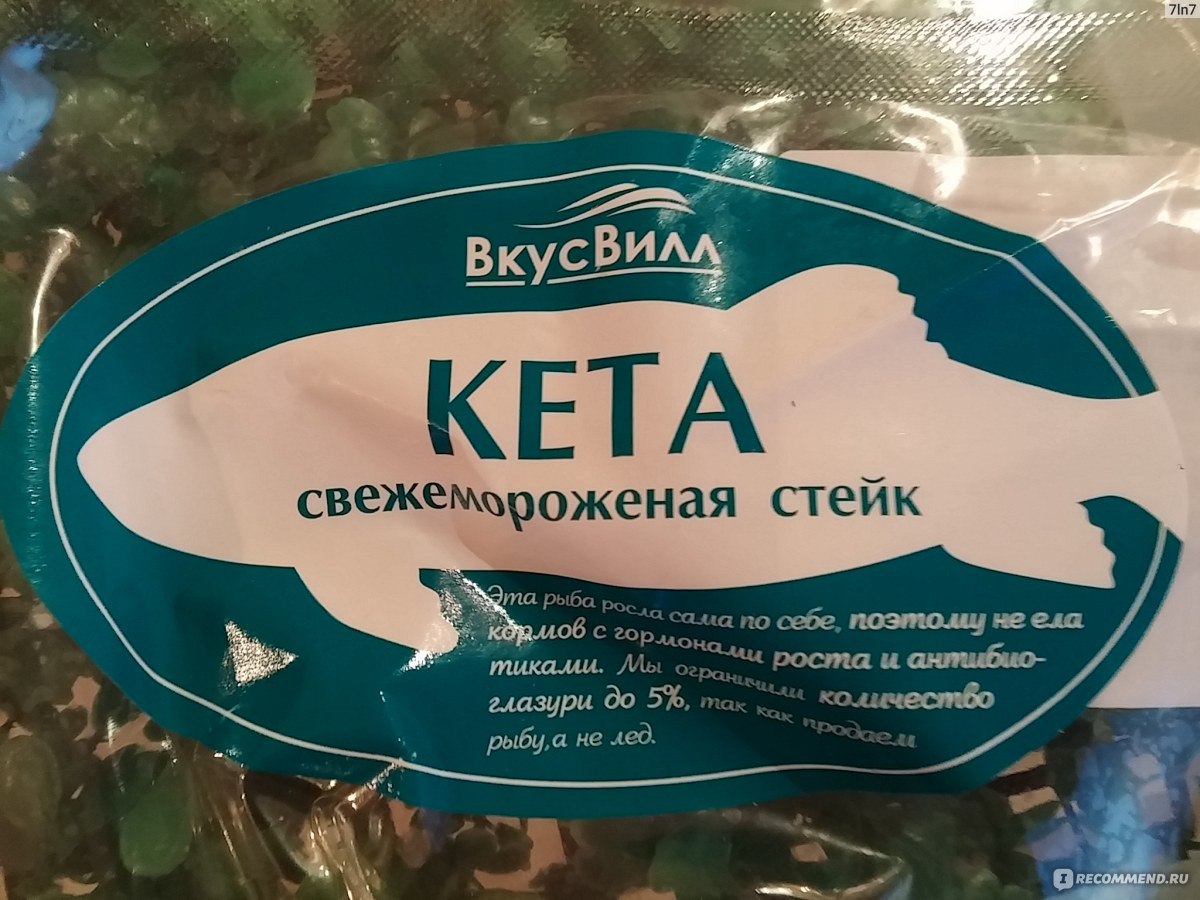 7ln7
ВкусВилл
КЕТА
свежемороженая стейк
Эта рыба росла сама по себе, поэтому не ела
кормов с гормонами роста и антибио-
тиками. Мы ограничили количество
глазури до 5%, так как продаем
рыбу,а не лед.
IRECOMMEND.RU